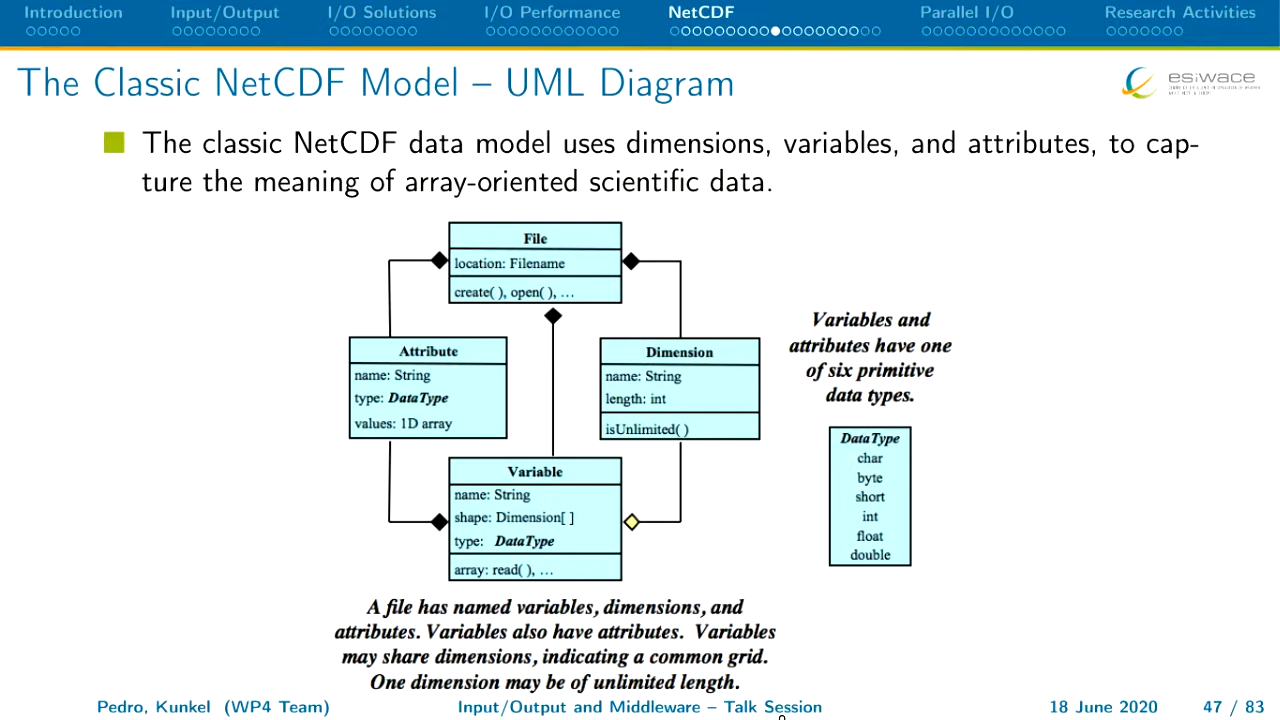 Introduction Input/Output I/O Solutions I/O Performance NetCDF Parallel I/O Research Activities
The Classic NetCDF Model – UML Diagram
esiwace
The classic NetCDF data model uses dimensions, variables, and attributes, to cap-
ture the meaning of array-oriented scientific data.
File
location: Filename
create( ), open( ), ...
Attribute
name: String
type: DataType
values: 1D array
Dimension
name: String
length: int
isUnlimited( )
Variable
name: String
shape: Dimension[ ]
type: DataType
array: read( ), ...
Variables and
attributes have one
of six primitive
data types.
DataType
char
byte
short
int
float
double
A file has named variables, dimensions, and
attributes. Variables also have attributes. Variables
may share dimensions, indicating a common grid.
One dimension may be of unlimited length.
Pedro, Kunkel (WP4 Team) Input/Output and Middleware – Talk Session 18 June 2020 47 / 83